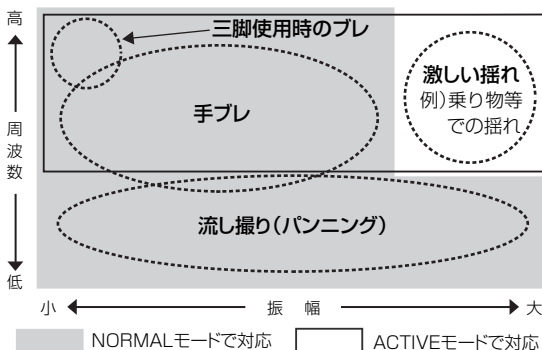 高
三脚使用時のブレ
激しい揺れ
例)乗り物等
での揺れ
手ブレ
周波数
流し撮り(パンニング)
低
小 振 幅 大
NORMALモードで対応 ACTIVEモードで対応